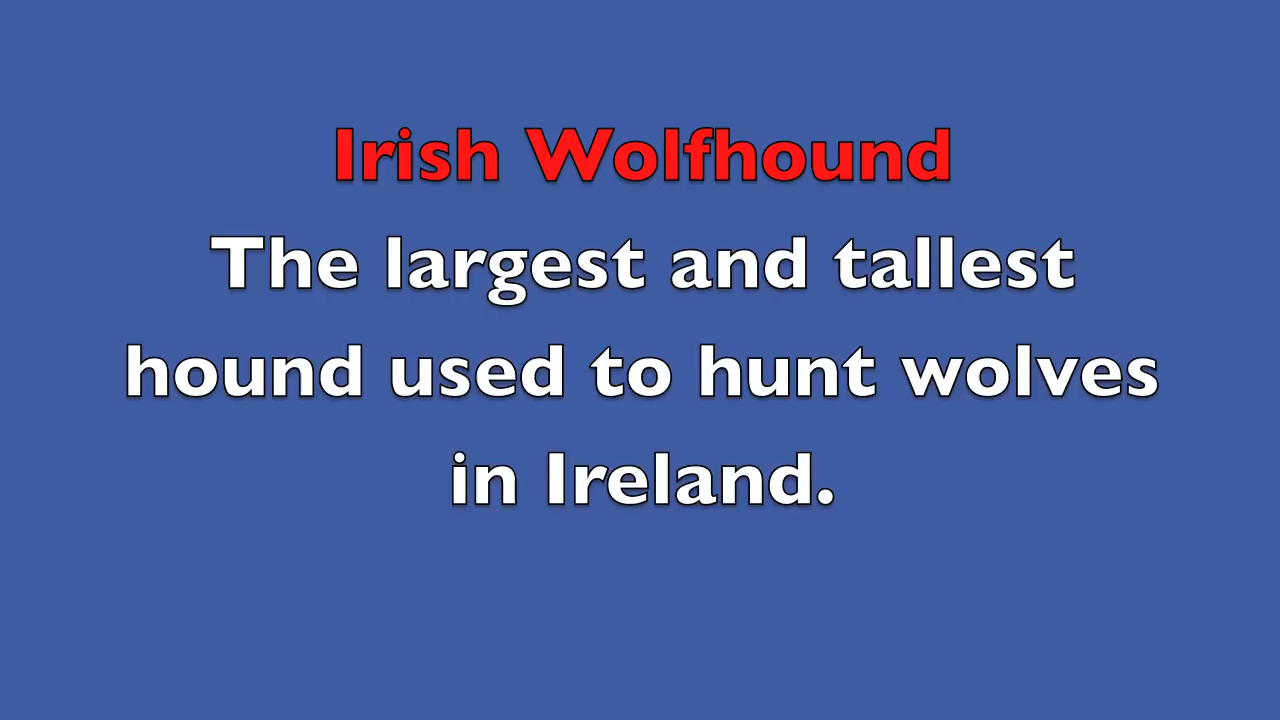 Irish Wolfhound
The largest and tallest
hound used to hunt wolves
in Ireland.